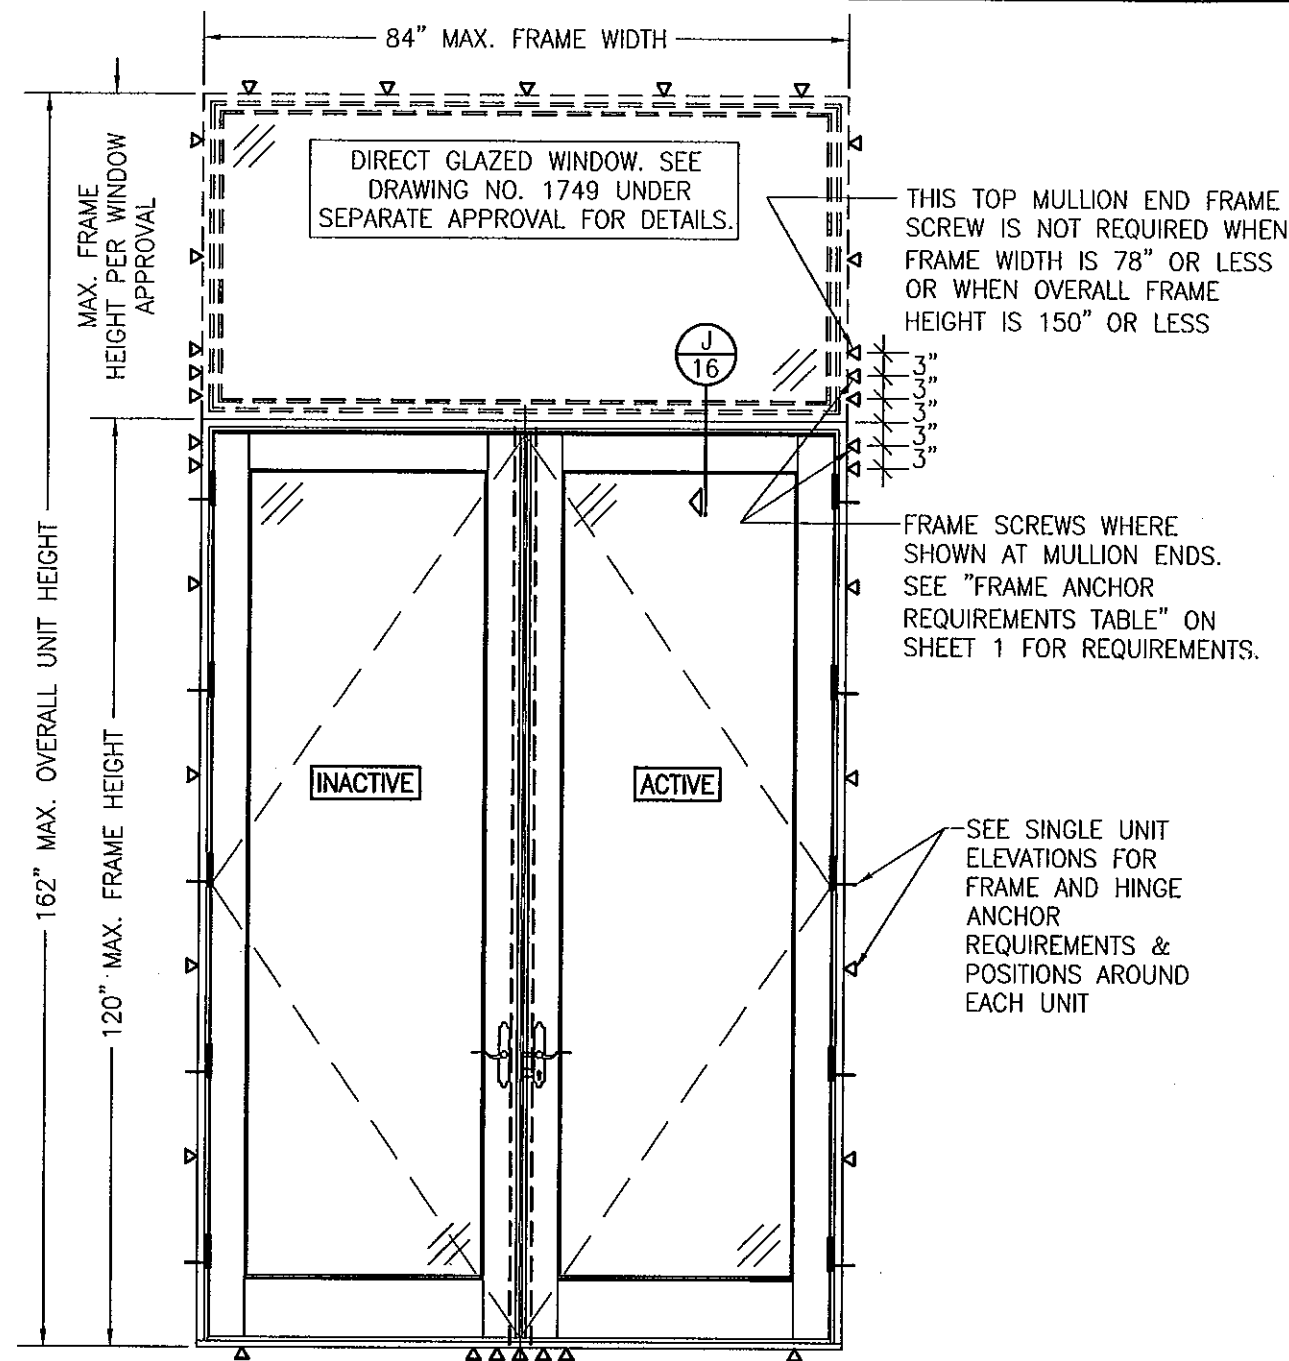 84" MAX. FRAME WIDTH
DIRECT GLAZED WINDOW. SEE
DRAWING NO. 1749 UNDER
SEPARATE APPROVAL FOR DETAILS.
MAX. FRAME
HEIGHT PER WINDOW
APPROVAL
THIS TOP MULLION END FRAME
SCREW IS NOT REQUIRED WHEN
FRAME WIDTH IS 78" OR LESS
OR WHEN OVERALL FRAME
HEIGHT IS 150" OR LESS
J
16
3"
3"
3"
3"
3"
FRAME SCREWS WHERE
SHOWN AT MULLION ENDS.
SEE "FRAME ANCHOR
REQUIREMENTS TABLE" ON
SHEET 1 FOR REQUIREMENTS.
162" MAX. OVERALL UNIT HEIGHT
120" MAX. FRAME HEIGHT
INACTIVE
ACTIVE
SEE SINGLE UNIT
ELEVATIONS FOR
FRAME AND HINGE
ANCHOR
REQUIREMENTS &
POSITIONS AROUND
EACH UNIT